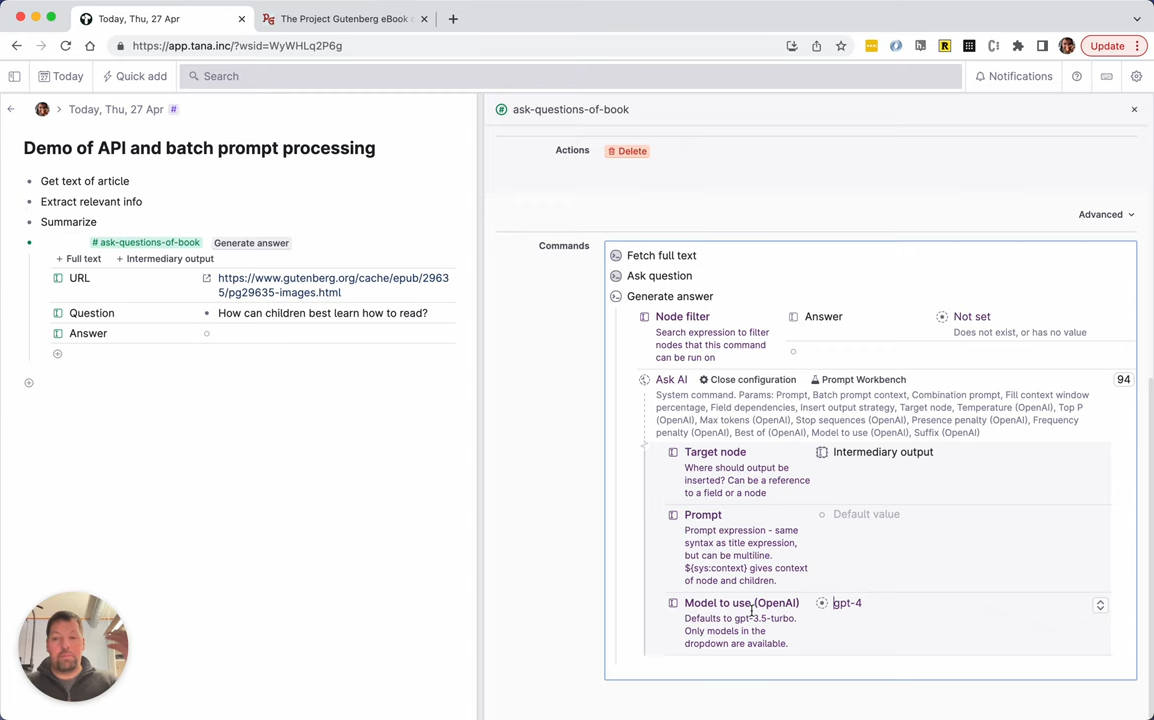 Today, Thu, 27 Apr
The Project Gutenberg eBook
https://app.tana.inc/?wsid=WyWHLq2P6g
Update
Today
Quick add
Search
Notifications
Today, Thu, 27 Apr #
Demo of API and batch prompt processing
Get text of article
Extract relevant info
Summarize
# ask-questions-of-book Generate answer
+ Full text + Intermediary output
URL
https://www.gutenberg.org/cache/epub/2963
5/pg29635-images.html
Question
How can children best learn how to read?
Answer
ask-questions-of-book
Actions
Delete
Advanced
Commands
Fetch full text
Ask question
Generate answer
Node filter
Search expression to filter
nodes that this command
can be run on
Answer
Not set
Does not exist, or has no value
Ask AI Close configuration Prompt Workbench 94
System command. Params: Prompt, Batch prompt context, Combination prompt, Fill context window
percentage, Field dependencies, Insert output strategy, Target node, Temperature (OpenAI), Top P
(OpenAI), Max tokens (OpenAI), Stop sequences (OpenAI), Presence penalty (OpenAI), Frequency
penalty (OpenAI), Best of (OpenAI), Model to use (OpenAI), Suffix (OpenAI)
Target node
Where should output be
inserted? Can be a reference
to a field or a node
Intermediary output
Prompt
Prompt expression - same
syntax as title expression,
but can be multiline.
${sys:context} gives context
of node and children.
Default value
Model to use (OpenAI)
Defaults to gpt-3.5-turbo.
Only models in the
dropdown are available.
gpt-4